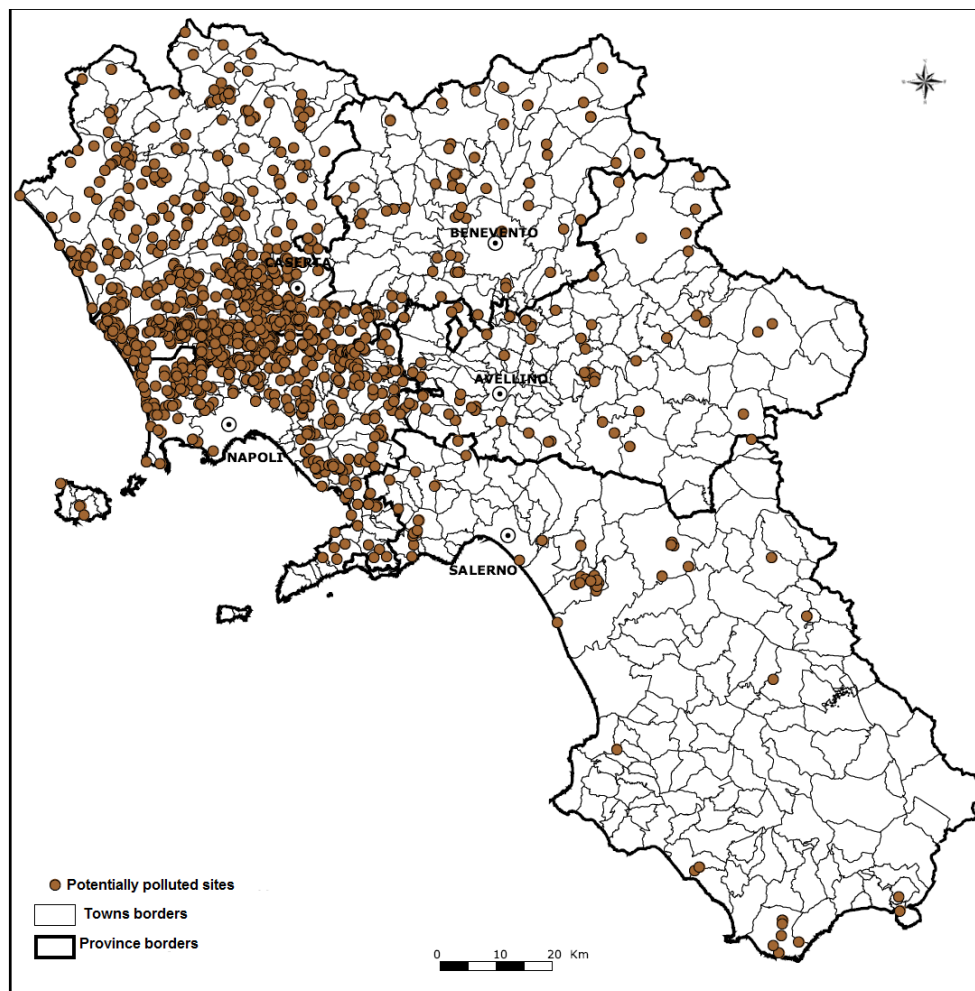 BENEVENTO
CASERTA
AVELLINO
NAPOLI
SALERNO
Potentially polluted sites
Towns borders
Province borders
0 10 20 Km